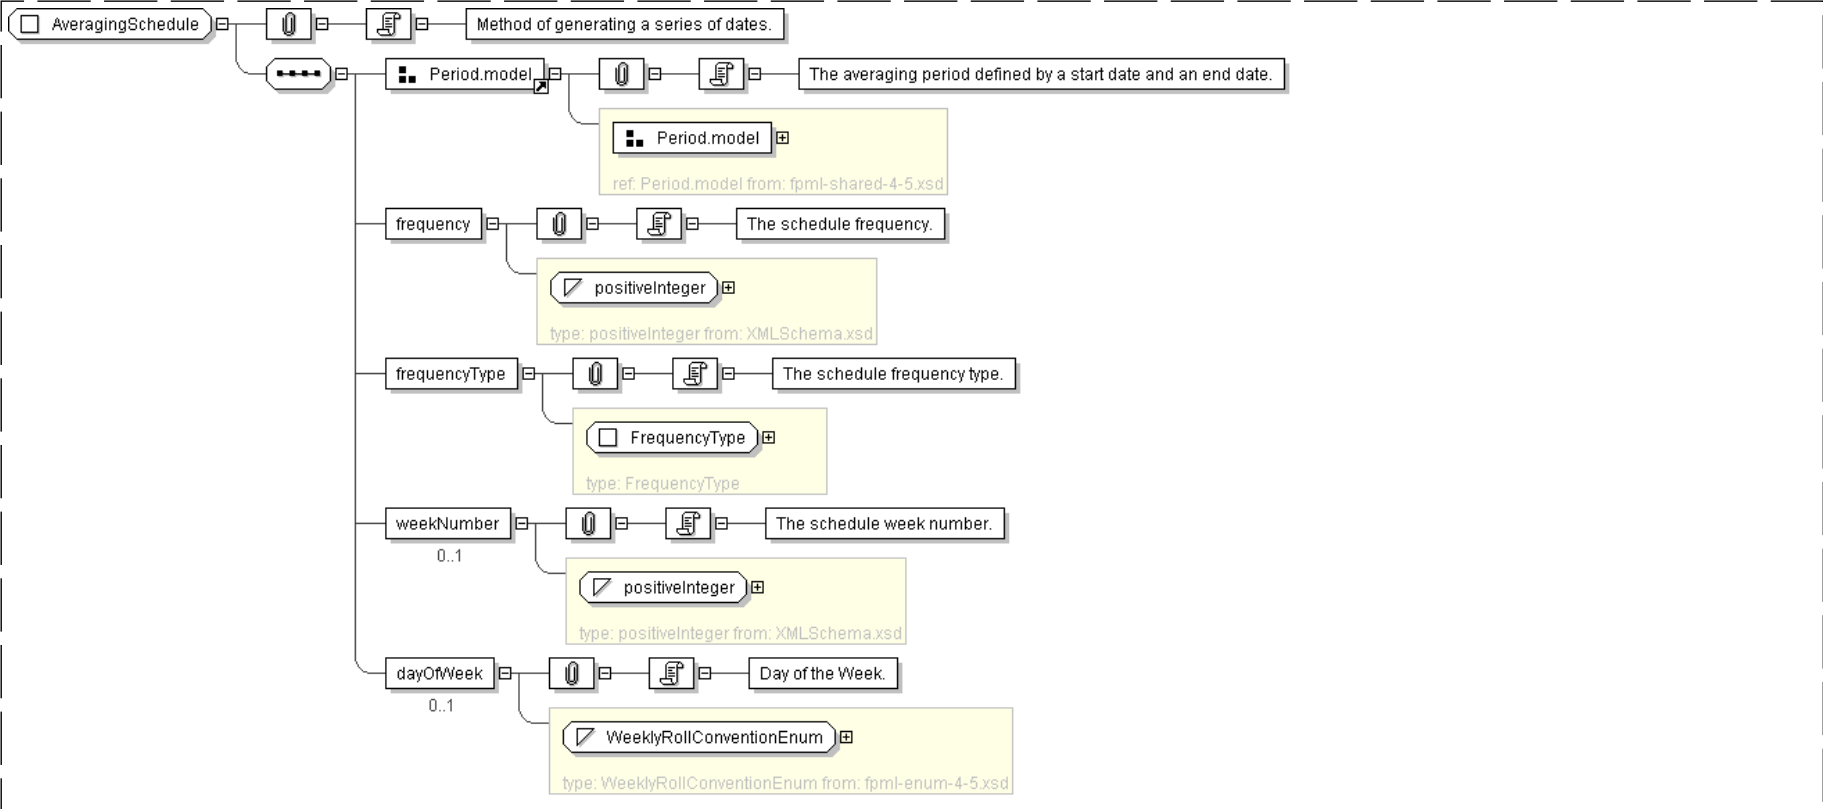 AveragingSchedule Method of generating a series of dates.
Period.model The averaging period defined by a start date and an end date.
Period.model
ref: Period.model from: fpml-shared-4-5.xsd
frequency The schedule frequency.
positiveInteger
type: positiveInteger from: XMLSchema.xsd
frequencyType The schedule frequency type.
FrequencyType
type: FrequencyType
weekNumber The schedule week number.
0..1
positiveInteger
type: positiveInteger from: XMLSchema.xsd
dayOfWeek Day of the Week.
0..1
WeeklyRollConventionEnum
type: WeeklyRollConventionEnum from: fpml-enum-4-5.xsd